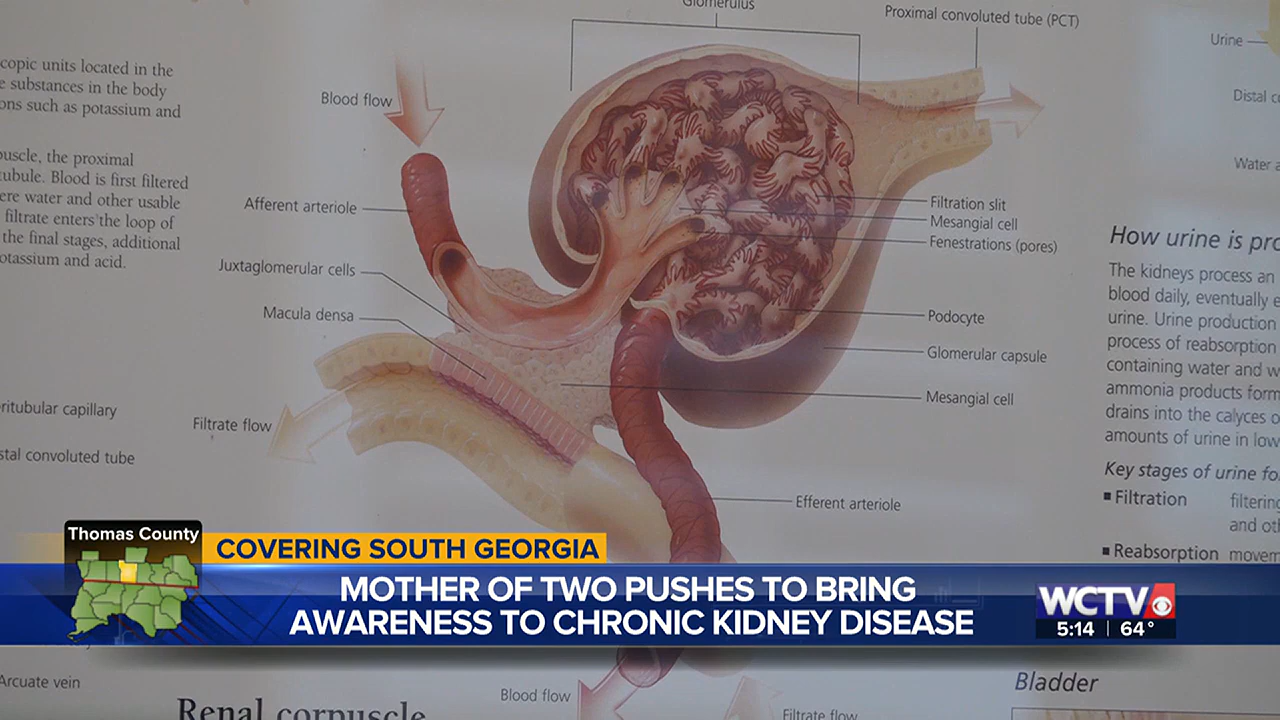 Glomerulus
Proximal convoluted tube (PCT)
Urine
Distal
Water
copic units located in the
e substances in the body
ons such as potassium and
uscle, the proximal
tubule. Blood is first filtered
ere water and other usable
filtrate enters the loop of
the final stages, additional
otassium and acid.
Blood flow
Afferent arteriole
Juxtaglomerular cells
Macula densa
Filtrate flow
ritubular capillary
stal convoluted tube
Filtration slit
Mesangial cell
Fenestrations (pores)
Podocyte
Glomerular capsule
Mesangial cell
Efferent arteriole
How urine is pro
The kidneys process an
blood daily, eventually e
urine. Urine production
process of reabsorption
containing water and w
ammonia products form
drains into the calyces o
amounts of urine in low
Key stages of urine fo
▪ Filtration filtering
and oth
▪ Reabsorption movem
Thomas County
COVERING SOUTH GEORGIA
MOTHER OF TWO PUSHES TO BRING
AWARENESS TO CHRONIC KIDNEY DISEASE
WCTV
5:14 | 64°
Arcuate vein
Renal corpuscle
Blood flow
Filtrate flow
Bladder